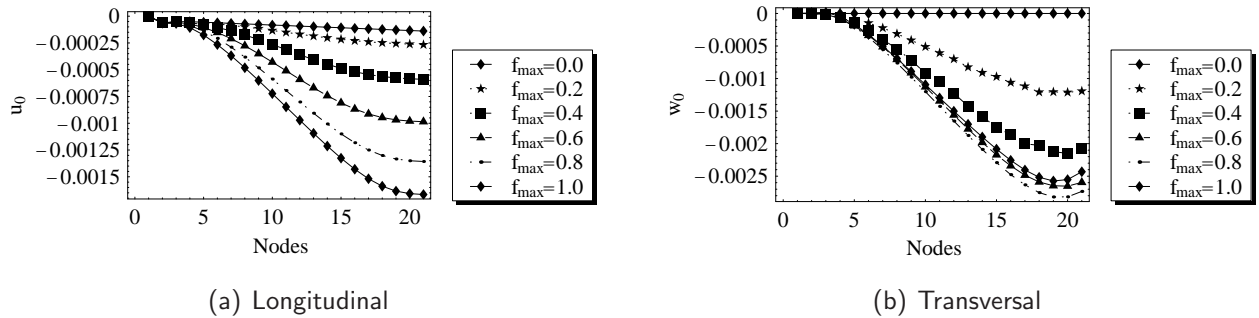 0
−0.00025
−0.0005
−0.00075
−0.001
−0.00125
−0.0015
u0
0 5 10 15 20
Nodes
fmax=0.0
fmax=0.2
fmax=0.4
fmax=0.6
fmax=0.8
fmax=1.0
(a) Longitudinal
0
−0.0005
−0.001
−0.0015
−0.002
−0.0025
w0
0 5 10 15 20
Nodes
fmax=0.0
fmax=0.2
fmax=0.4
fmax=0.6
fmax=0.8
fmax=1.0
(b) Transversal